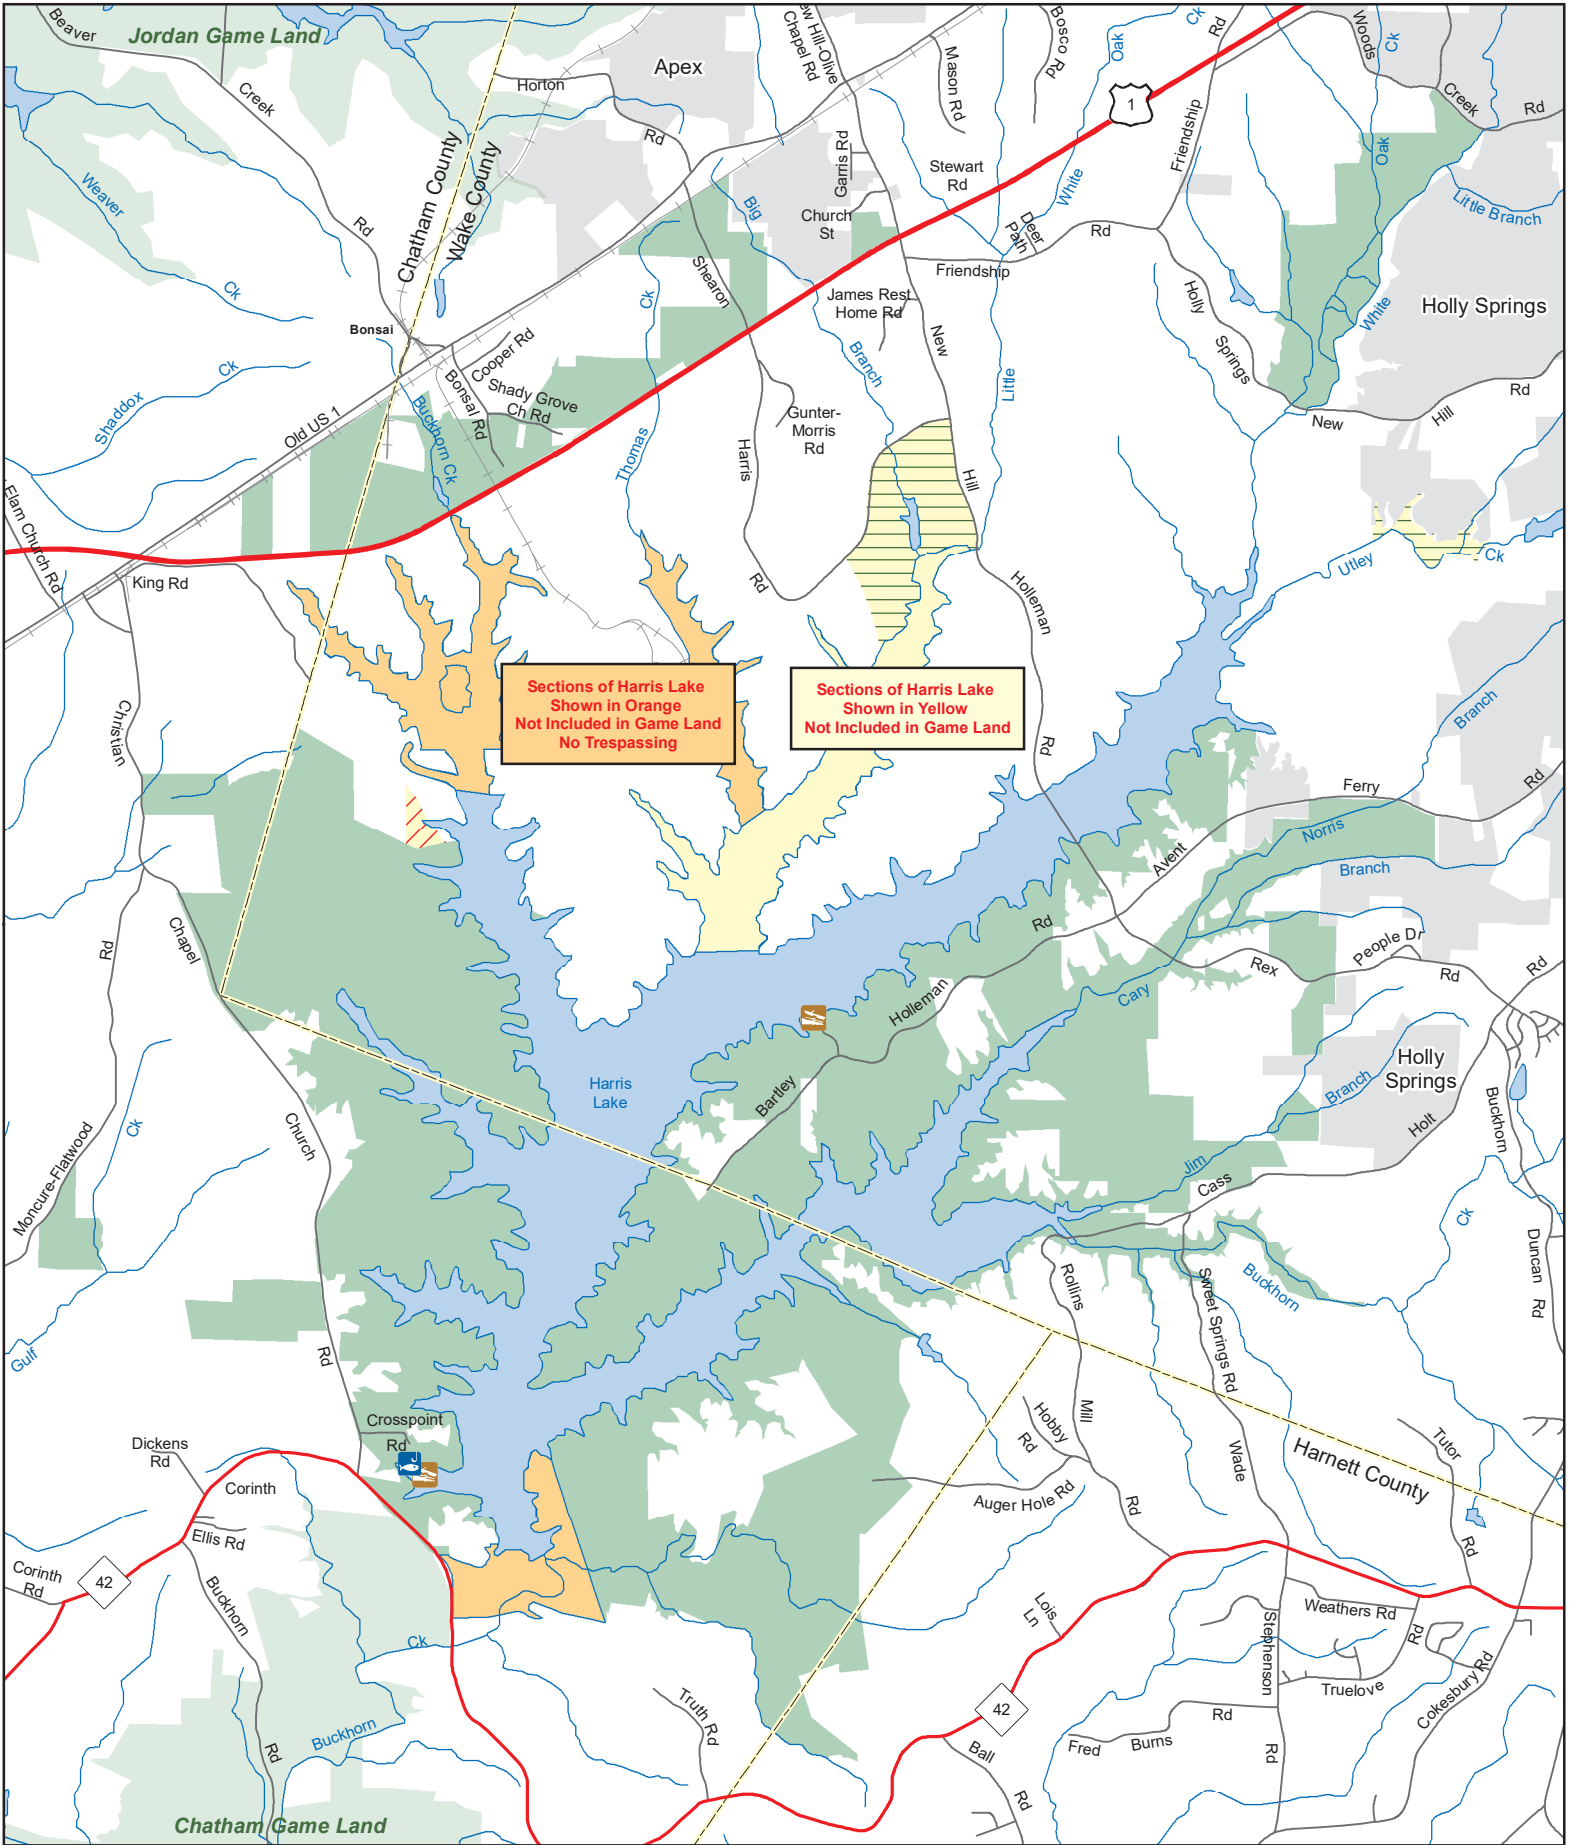 Beaver
Jordan Game Land
Creek
Rd
Horton
Rd
Apex
ew Hill-Olive
Chapel Rd
Mason Rd
Bosco Rd
Oak
Ck
Rd
1
Woods
Ck
Creek
Rd
Weaver
Ck
Chatham County
Wake County
Garris Rd
Church
St
Stewart
Rd
White
Friendship
Oak
Little Branch
Big
Deer
Path
Rd
Friendship
Shearon
Ck
James Rest
Home Rd
Holly
White
Holly Springs
Bonsai
Cooper Rd
Branch
New
Springs
Ck
Shaddox
Old US 1
Buckhorn Ck
Bonsal Rd
Shady Grove
Ch Rd
Little
Rd
Hill
New
Gunter-
Morris
Rd
Thomas
Harris
Hill
Elam Church Rd
King Rd
Rd
Holleman
Utley
Ck
Sections of Harris Lake
Shown in Orange
Not Included in Game Land
No Trespassing
Sections of Harris Lake
Shown in Yellow
Not Included in Game Land
Christian
Rd
Branch
Ferry
Rd
Norris
Avent
Branch
Rd
Chapel
Rd
Rex
People Dr
Rd
Rd
Cary
Holleman
Harris
Lake
Bartley
Holly
Springs
Branch
Buckhorn
Holt
Ck
Church
Moncure-Flatwood
Jim
Cass
Ck
Duncan
Rd
Rollins
Sweet Springs Rd
Buckhorn
Gulf
Rd
Crosspoint
Rd
Dickens
Rd
Corinth
Hobby
Rd
Mill
Wade
Harnett County
Tutor
Auger Hole Rd
Rd
Rd
Ellis Rd
Corinth
Rd
42
Buckhorn
Lois
Ln
Weathers Rd
Stephenson
Rd
Ck
Truelove
Cokesbury Rd
Truth Rd
42
Rd
Buckhorn
Rd
Ball
Fred
Burns
Rd
Rd
Chatham Game Land